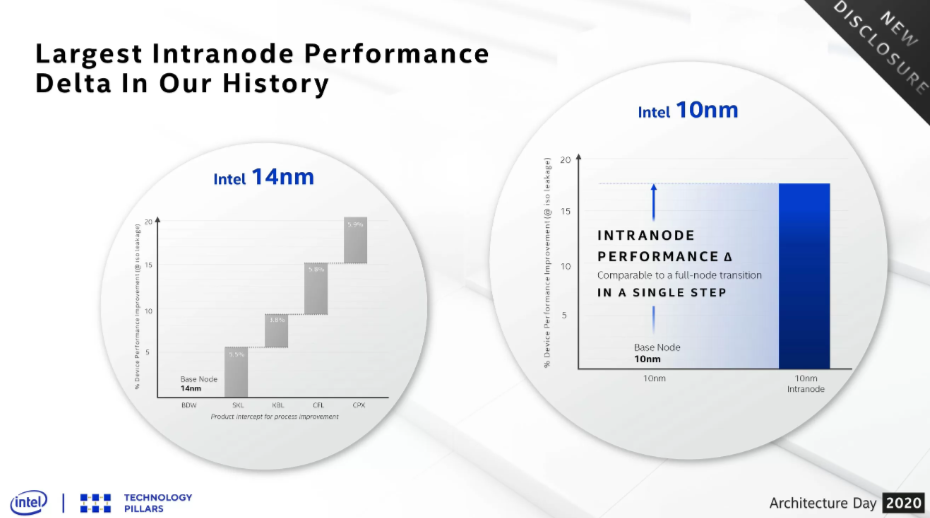 NEW
DISCLOSURE
Largest Intranode Performance
Delta In Our History
Intel 14nm
% Device Performance Improvement (@ iso leakage)
20
15
10
5
5.5%
3.8%
5.8%
5.9%
Base Node
14nm
BDW SKL KBL CFL CPX
Product intercept for process improvement
Intel 10nm
% Device Performance Improvement (@ iso leakage)
20
15
10
5
INTRANODE
PERFORMANCE Δ
Comparable to a full-node transition
IN A SINGLE STEP
Base Node
10nm
10nm
10nm
Intranode
intel
TECHNOLOGY
PILLARS
Architecture Day 2020